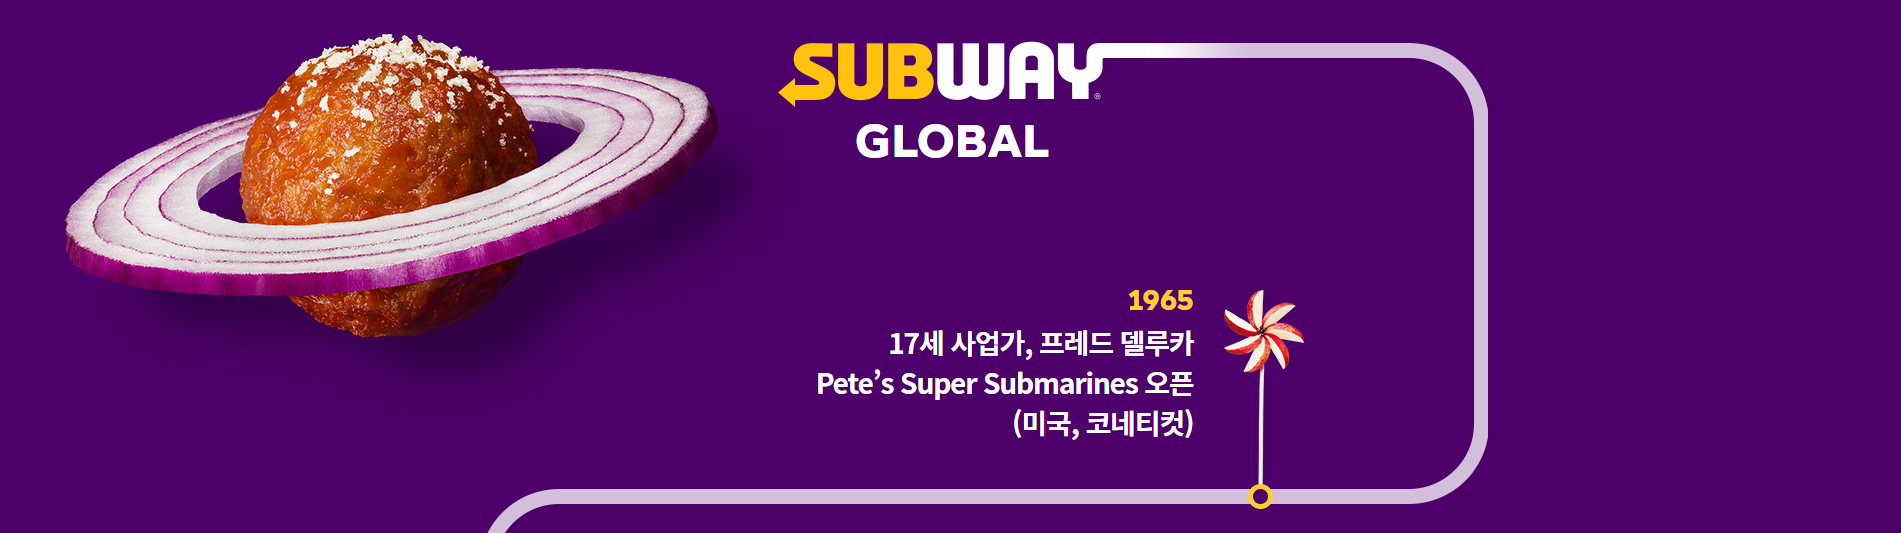 SUBWAY®
GLOBAL
1965
17세 사업가, 프레드 델루카
Pete’s Super Submarines 오픈
(미국, 코네티컷)